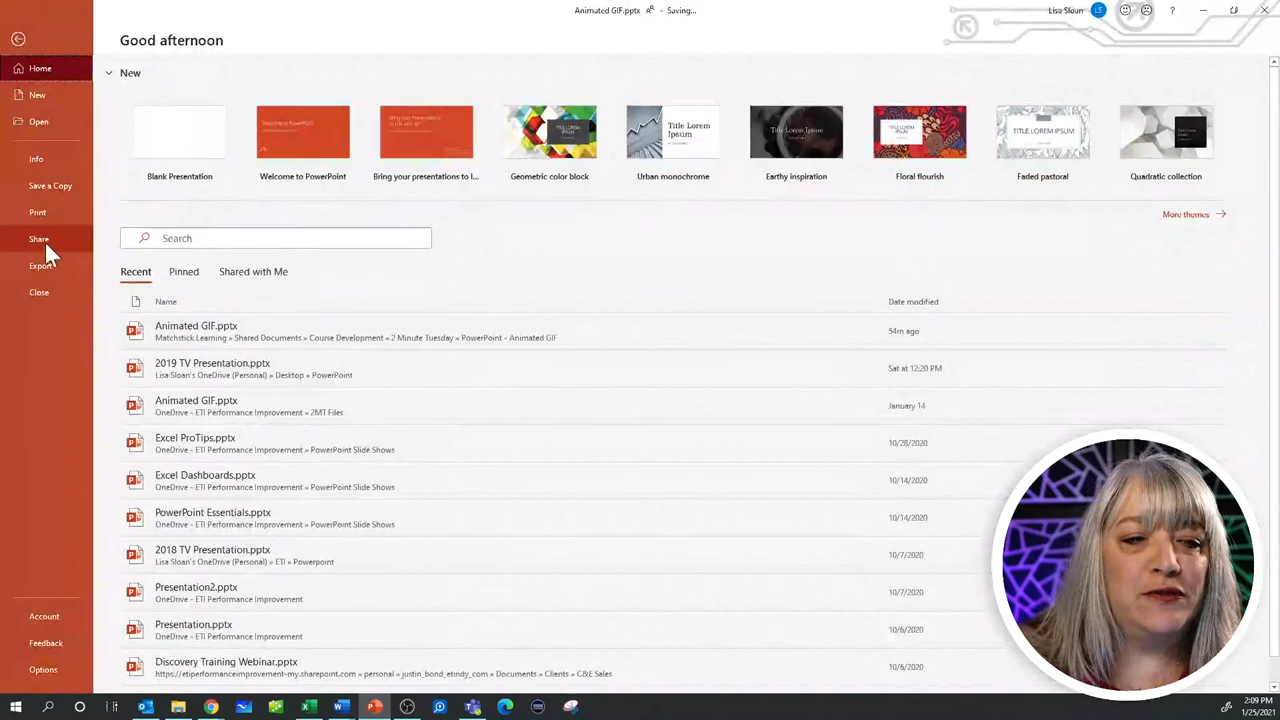 Animated GIF.pptx - Saving...
Lisa Sloan LS ?
Good afternoon
Home
New
Open
Info
Save a Copy
Print
Share
Export
Close
Account
Feedback
Options
New
Blank Presentation
Welcome to PowerPoint
Bring your presentations to l...
Geometric color block
Title Lorem Ipsum
Urban monochrome
Title Lorem Ipsum
Earthy inspiration
Floral flourish
TITLE LOREM IPSUM
Faded pastoral
Quadratic collection
More themes
Search
Recent Pinned Shared with Me
Name Date modified
Animated GIF.pptx 54m ago
Matchstick Learning » Shared Documents » Course Development » 2 Minute Tuesday » PowerPoint - Animated GIF
2019 TV Presentation.pptx Sat at 12:20 PM
Lisa Sloan's OneDrive (Personal) » Desktop » PowerPoint
Animated GIF.pptx January 14
OneDrive - ETI Performance Improvement » 2MT Files
Excel ProTips.pptx 10/28/2020
OneDrive - ETI Performance Improvement » PowerPoint Slide Shows
Excel Dashboards.pptx 10/14/2020
OneDrive - ETI Performance Improvement » PowerPoint Slide Shows
PowerPoint Essentials.pptx 10/14/2020
OneDrive - ETI Performance Improvement » PowerPoint Slide Shows
2018 TV Presentation.pptx 10/7/2020
Lisa Sloan's OneDrive (Personal) » ETI » Powerpoint
Presentation2.pptx 10/7/2020
OneDrive - ETI Performance Improvement
Presentation.pptx 10/6/2020
OneDrive - ETI Performance Improvement
Discovery Training Webinar.pptx 10/6/2020
https://etiperformanceimprovement-my.sharepoint.com » personal » justin_bond_etindy_com » Documents » Clients » C&E Sales
2:09 PM
1/25/2021